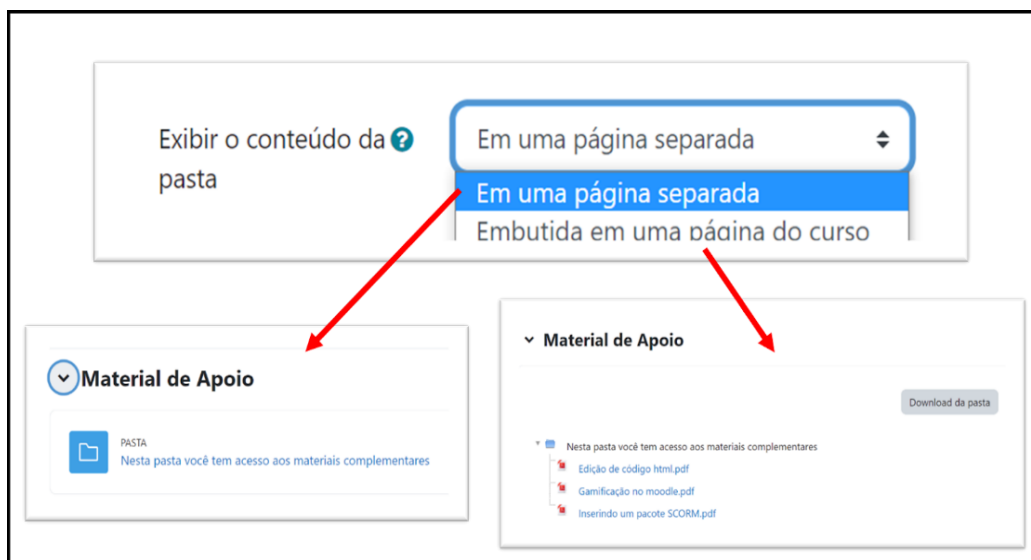 Exibir o conteúdo da
pasta
Em uma página separada
Em uma página separada
Embutida em uma página do curso
Material de Apoio
PASTA
Nesta pasta você tem acesso aos materiais complementares
Material de Apoio
Download da pasta
Nesta pasta você tem acesso aos materiais complementares
Edição de código html.pdf
Gamificação no moodle.pdf
Inserindo um pacote SCORM.pdf